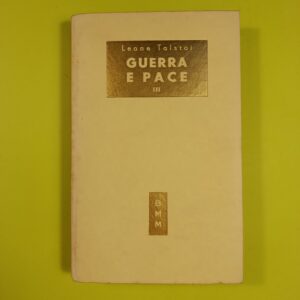 Leone Tolstoi
GUERRA
E PACE
III
B
M
M